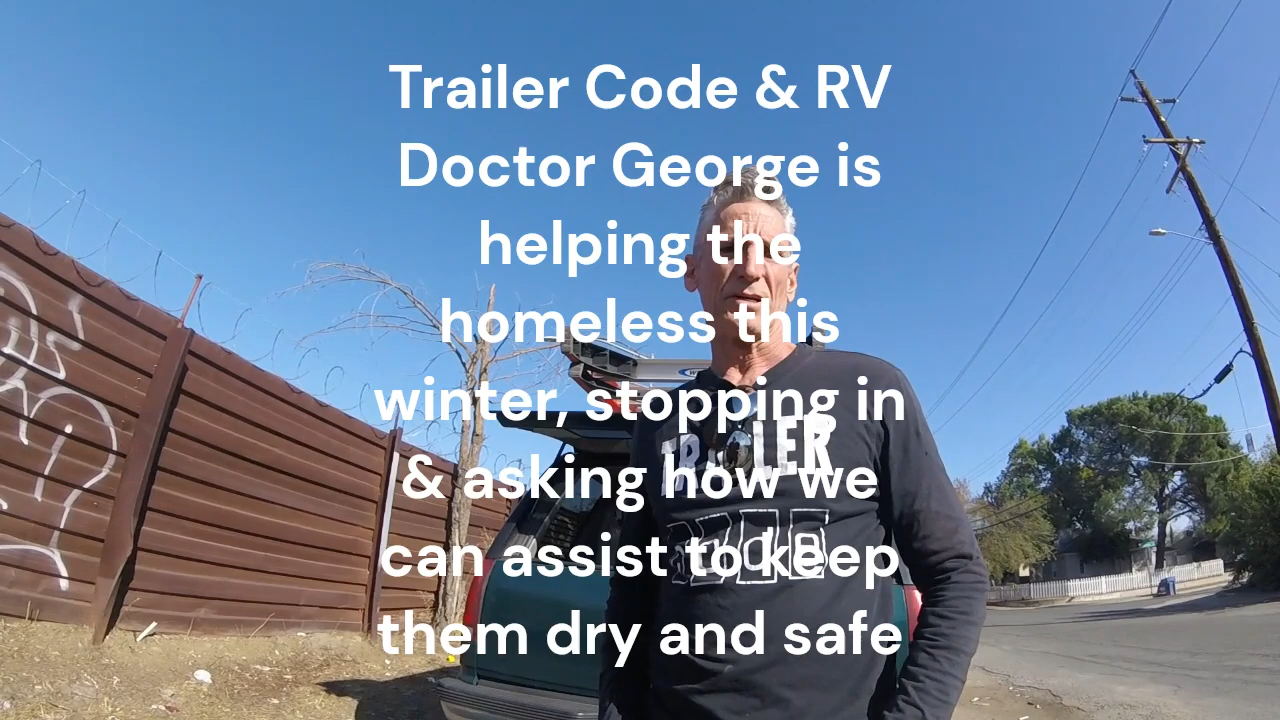 Trailer Code & RV
Doctor George is
helping the
homeless this
winter, stopping in
& asking how we
can assist to keep
them dry and safe
TRAILER